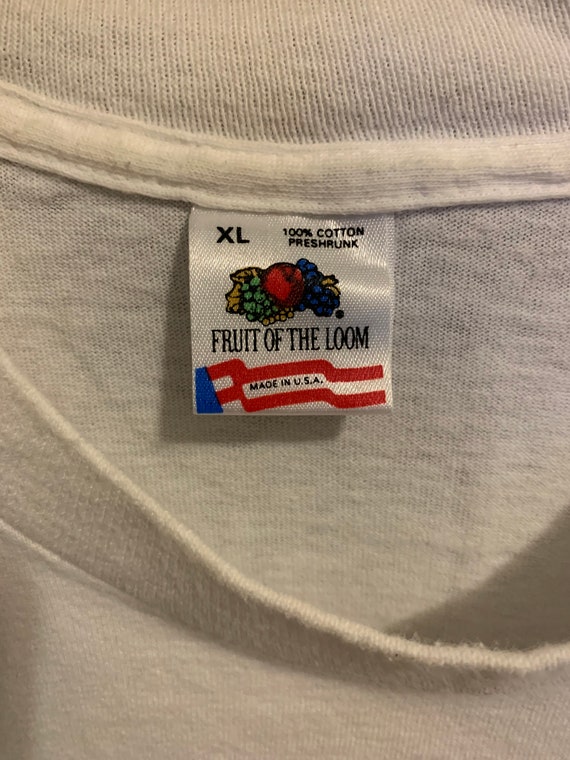 XL
100% COTTON
PRESHRUNK
®
FRUIT OF THE LOOM
MADE IN U.S.A.